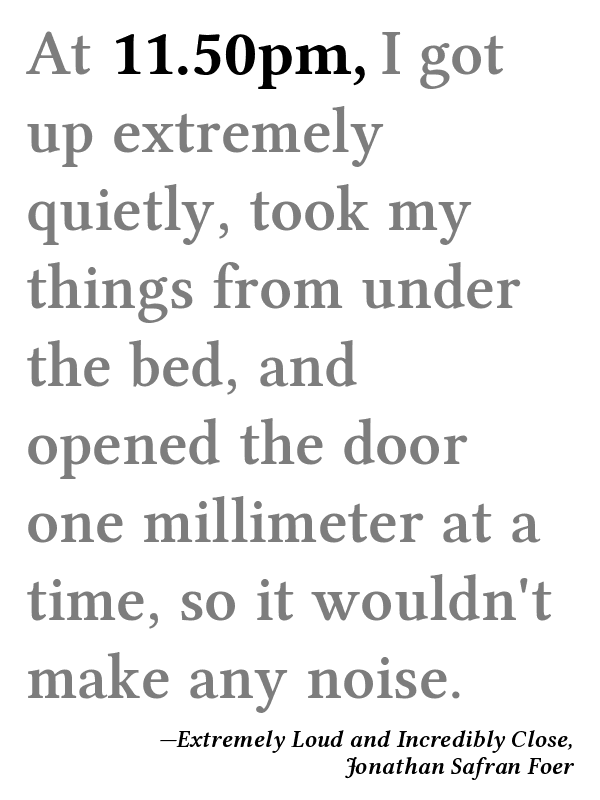 At 11.50pm, I got
up extremely
quietly, took my
things from under
the bed, and
opened the door
one millimeter at a
time, so it wouldn't
make any noise.
—Extremely Loud and Incredibly Close,
Jonathan Safran Foer